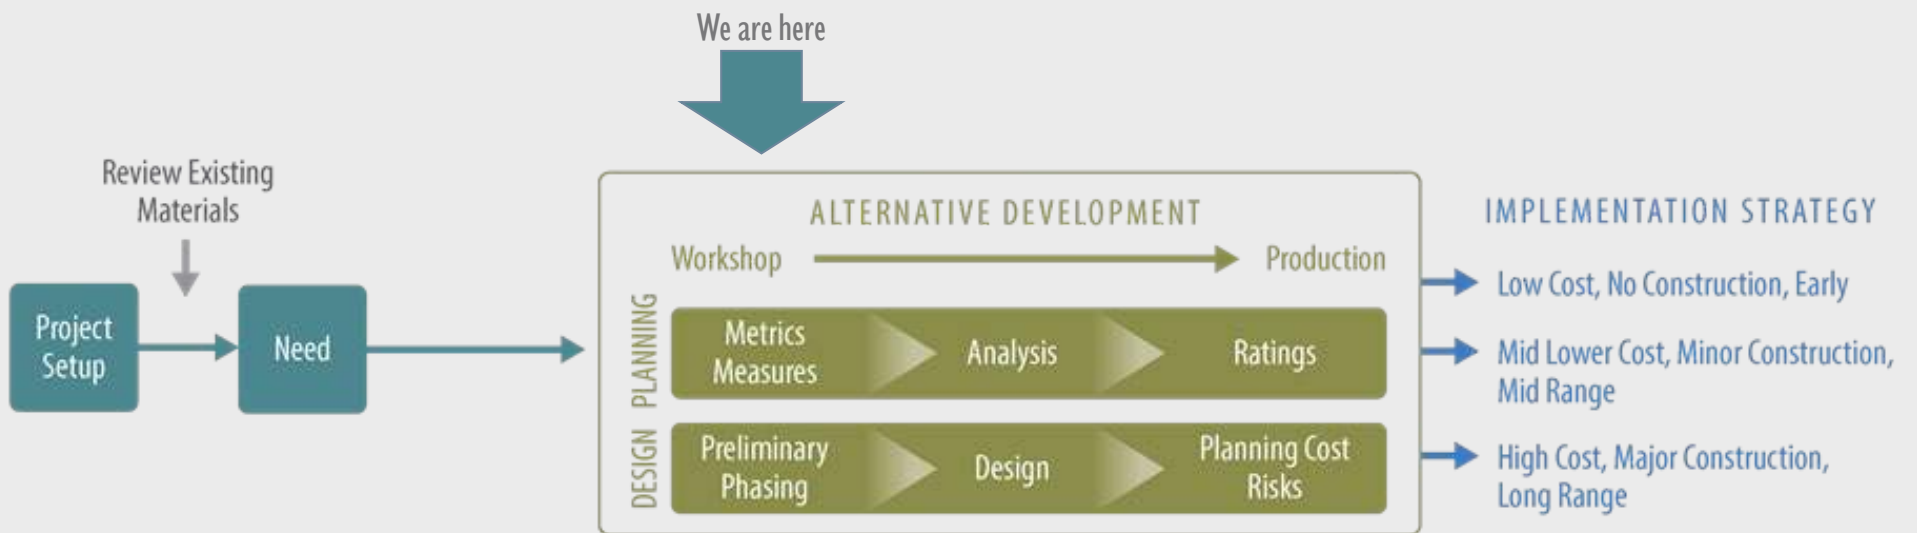 We are here
Review Existing
Materials
Project
Setup
Need
ALTERNATIVE DEVELOPMENT
Workshop
Production
PLANNING
Metrics
Measures
Analysis
Ratings
DESIGN
Preliminary
Phasing
Design
Planning Cost
Risks
IMPLEMENTATION STRATEGY
Low Cost, No Construction, Early
Mid Lower Cost, Minor Construction,
Mid Range
High Cost, Major Construction,
Long Range